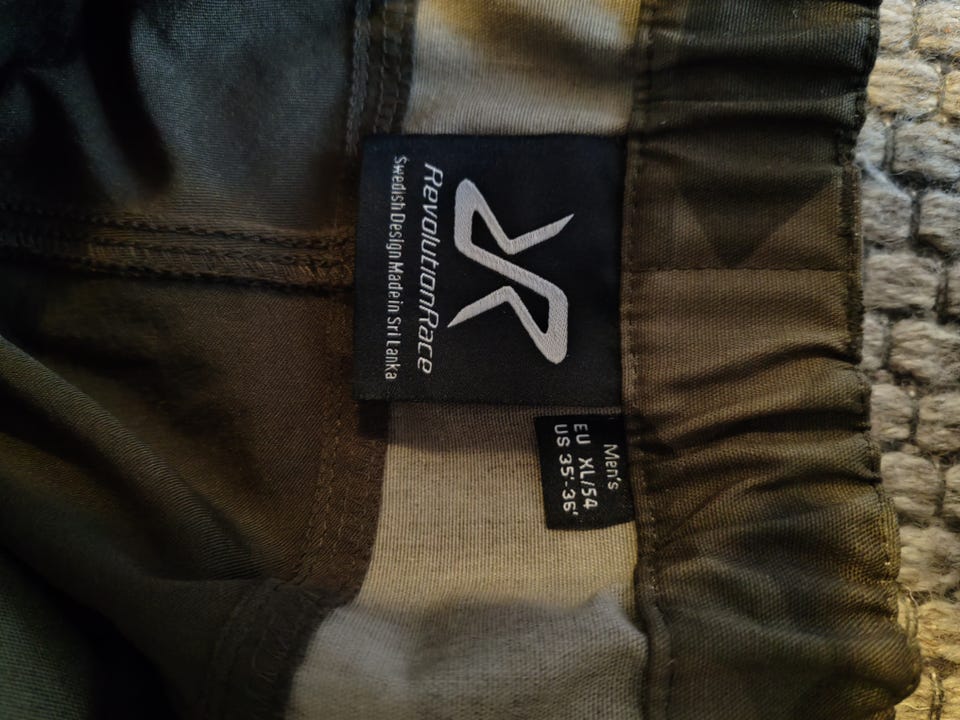 RevolutionRace
Swedish Design Made in Sri Lanka
Men's
EU XL/54
US 35'-36'